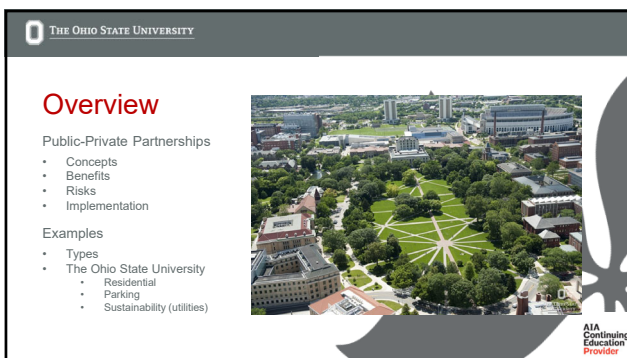 THE OHIO STATE UNIVERSITY
Overview
Public-Private Partnerships
• Concepts
• Benefits
• Risks
• Implementation
Examples
• Types
• The Ohio State University
• Residential
• Parking
• Sustainability (utilities)
AIA
Continuing
Education
Provider